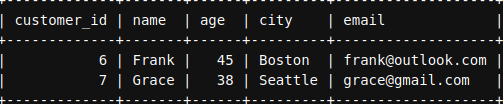 | customer_id | name | age | city | email |
| 6 | Frank | 45 | Boston | frank@outlook.com |
| 7 | Grace | 38 | Seattle | grace@gmail.com |